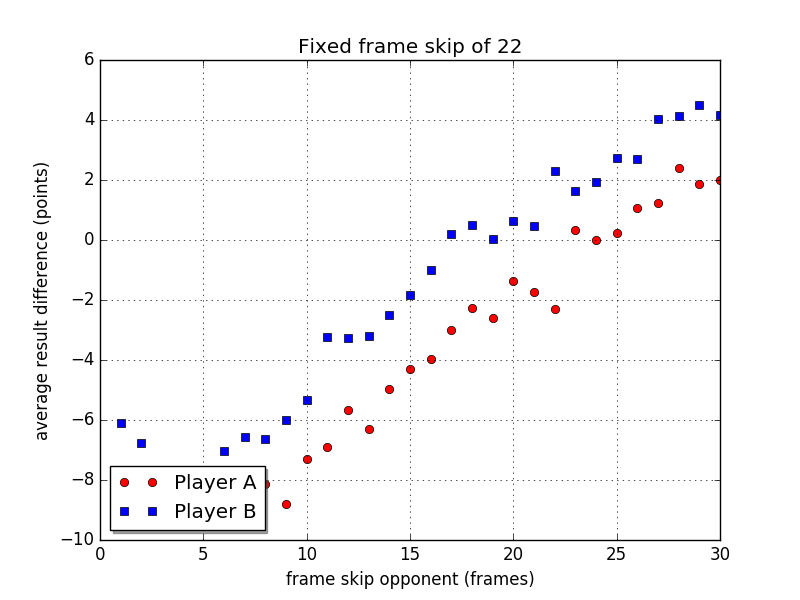 Fixed frame skip of 22
6
4
2
0
−2
−4
−6
−8
−10
average result difference (points)
Player A
Player B
0 5 10 15 20 25 30
frame skip opponent (frames)